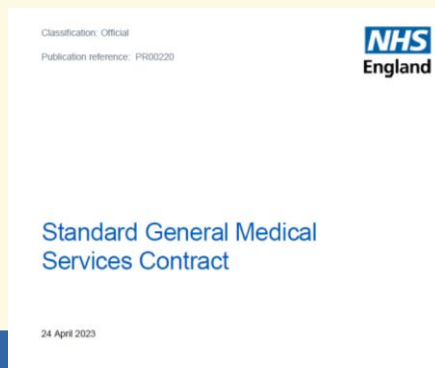 Classification: Official
Publication reference: PR00220
NHS
England
Standard General Medical
Services Contract
24 April 2023